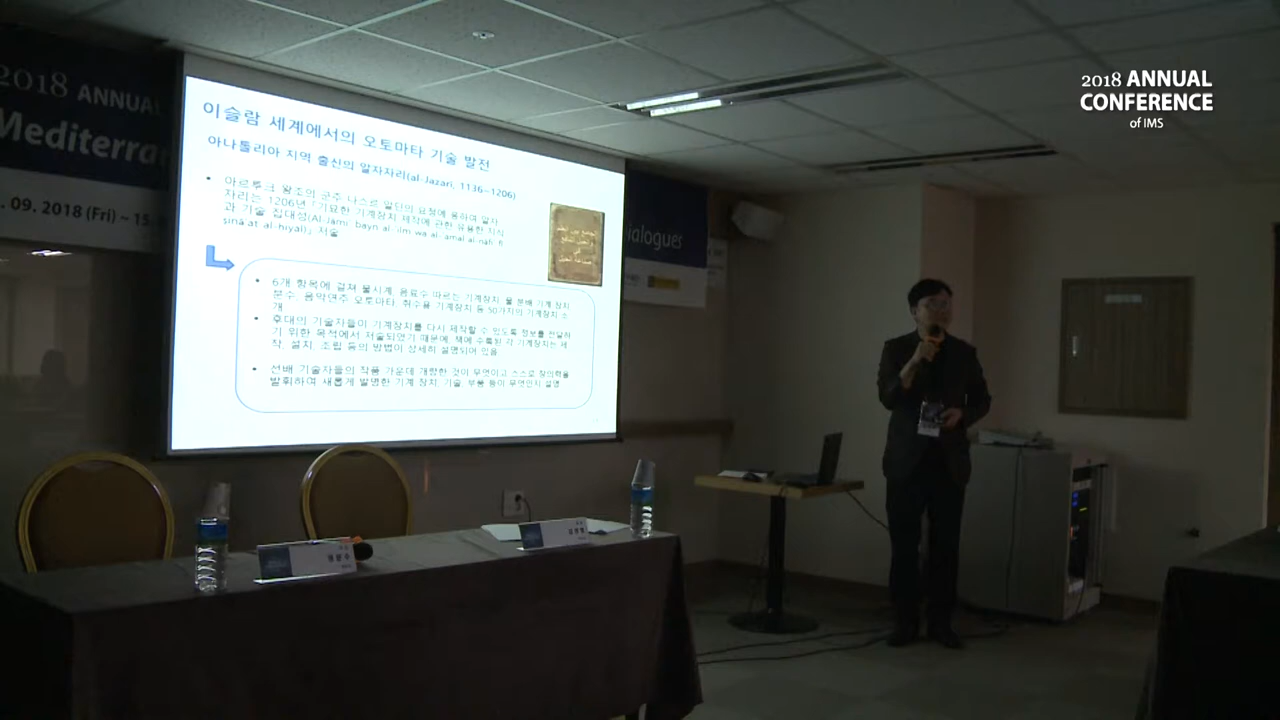 2018 ANNUAL
CONFERENCE
of IMS
2018 ANNUAL
Mediterra
. 09. 2018 (Fri) ~ 15
ialogues
이슬람 세계에서의 오토마타 기술 발전
아나톨리아 지역 출신의 알자자리(al-Jazari, 1136~1206)
• 아르투크 왕조의 군주 나스르 알딘의 요청에 응하여 알자
자리는 1206년 『기묘한 기계장치 제작에 관한 유용한 지식
과 기술 집대성(Al-Jami' bayn al-'ilm wa al-'amal al-nafi' fi
sina'at al-hiyal)』 저술
• 6개 항목에 걸쳐 물시계, 음료수 따르는 기계장치, 물 분배 기계 장치,
분수, 음악연주 오토마타, 취수용 기계장치 등 50가지의 기계장치 소
개
• 후대의 기술자들이 기계장치를 다시 제작할 수 있도록 정보를 전달하
기 위한 목적에서 저술되었기 때문에, 책에 수록된 각 기계장치는 제
작, 설치, 조립 등의 방법이 상세히 설명되어 있음
• 선배 기술자들의 작품 가운데 개량한 것이 무엇이고 스스로 창의력을
발휘하여 새롭게 발명한 기계 장치, 기술, 부품 등이 무엇인지 설명